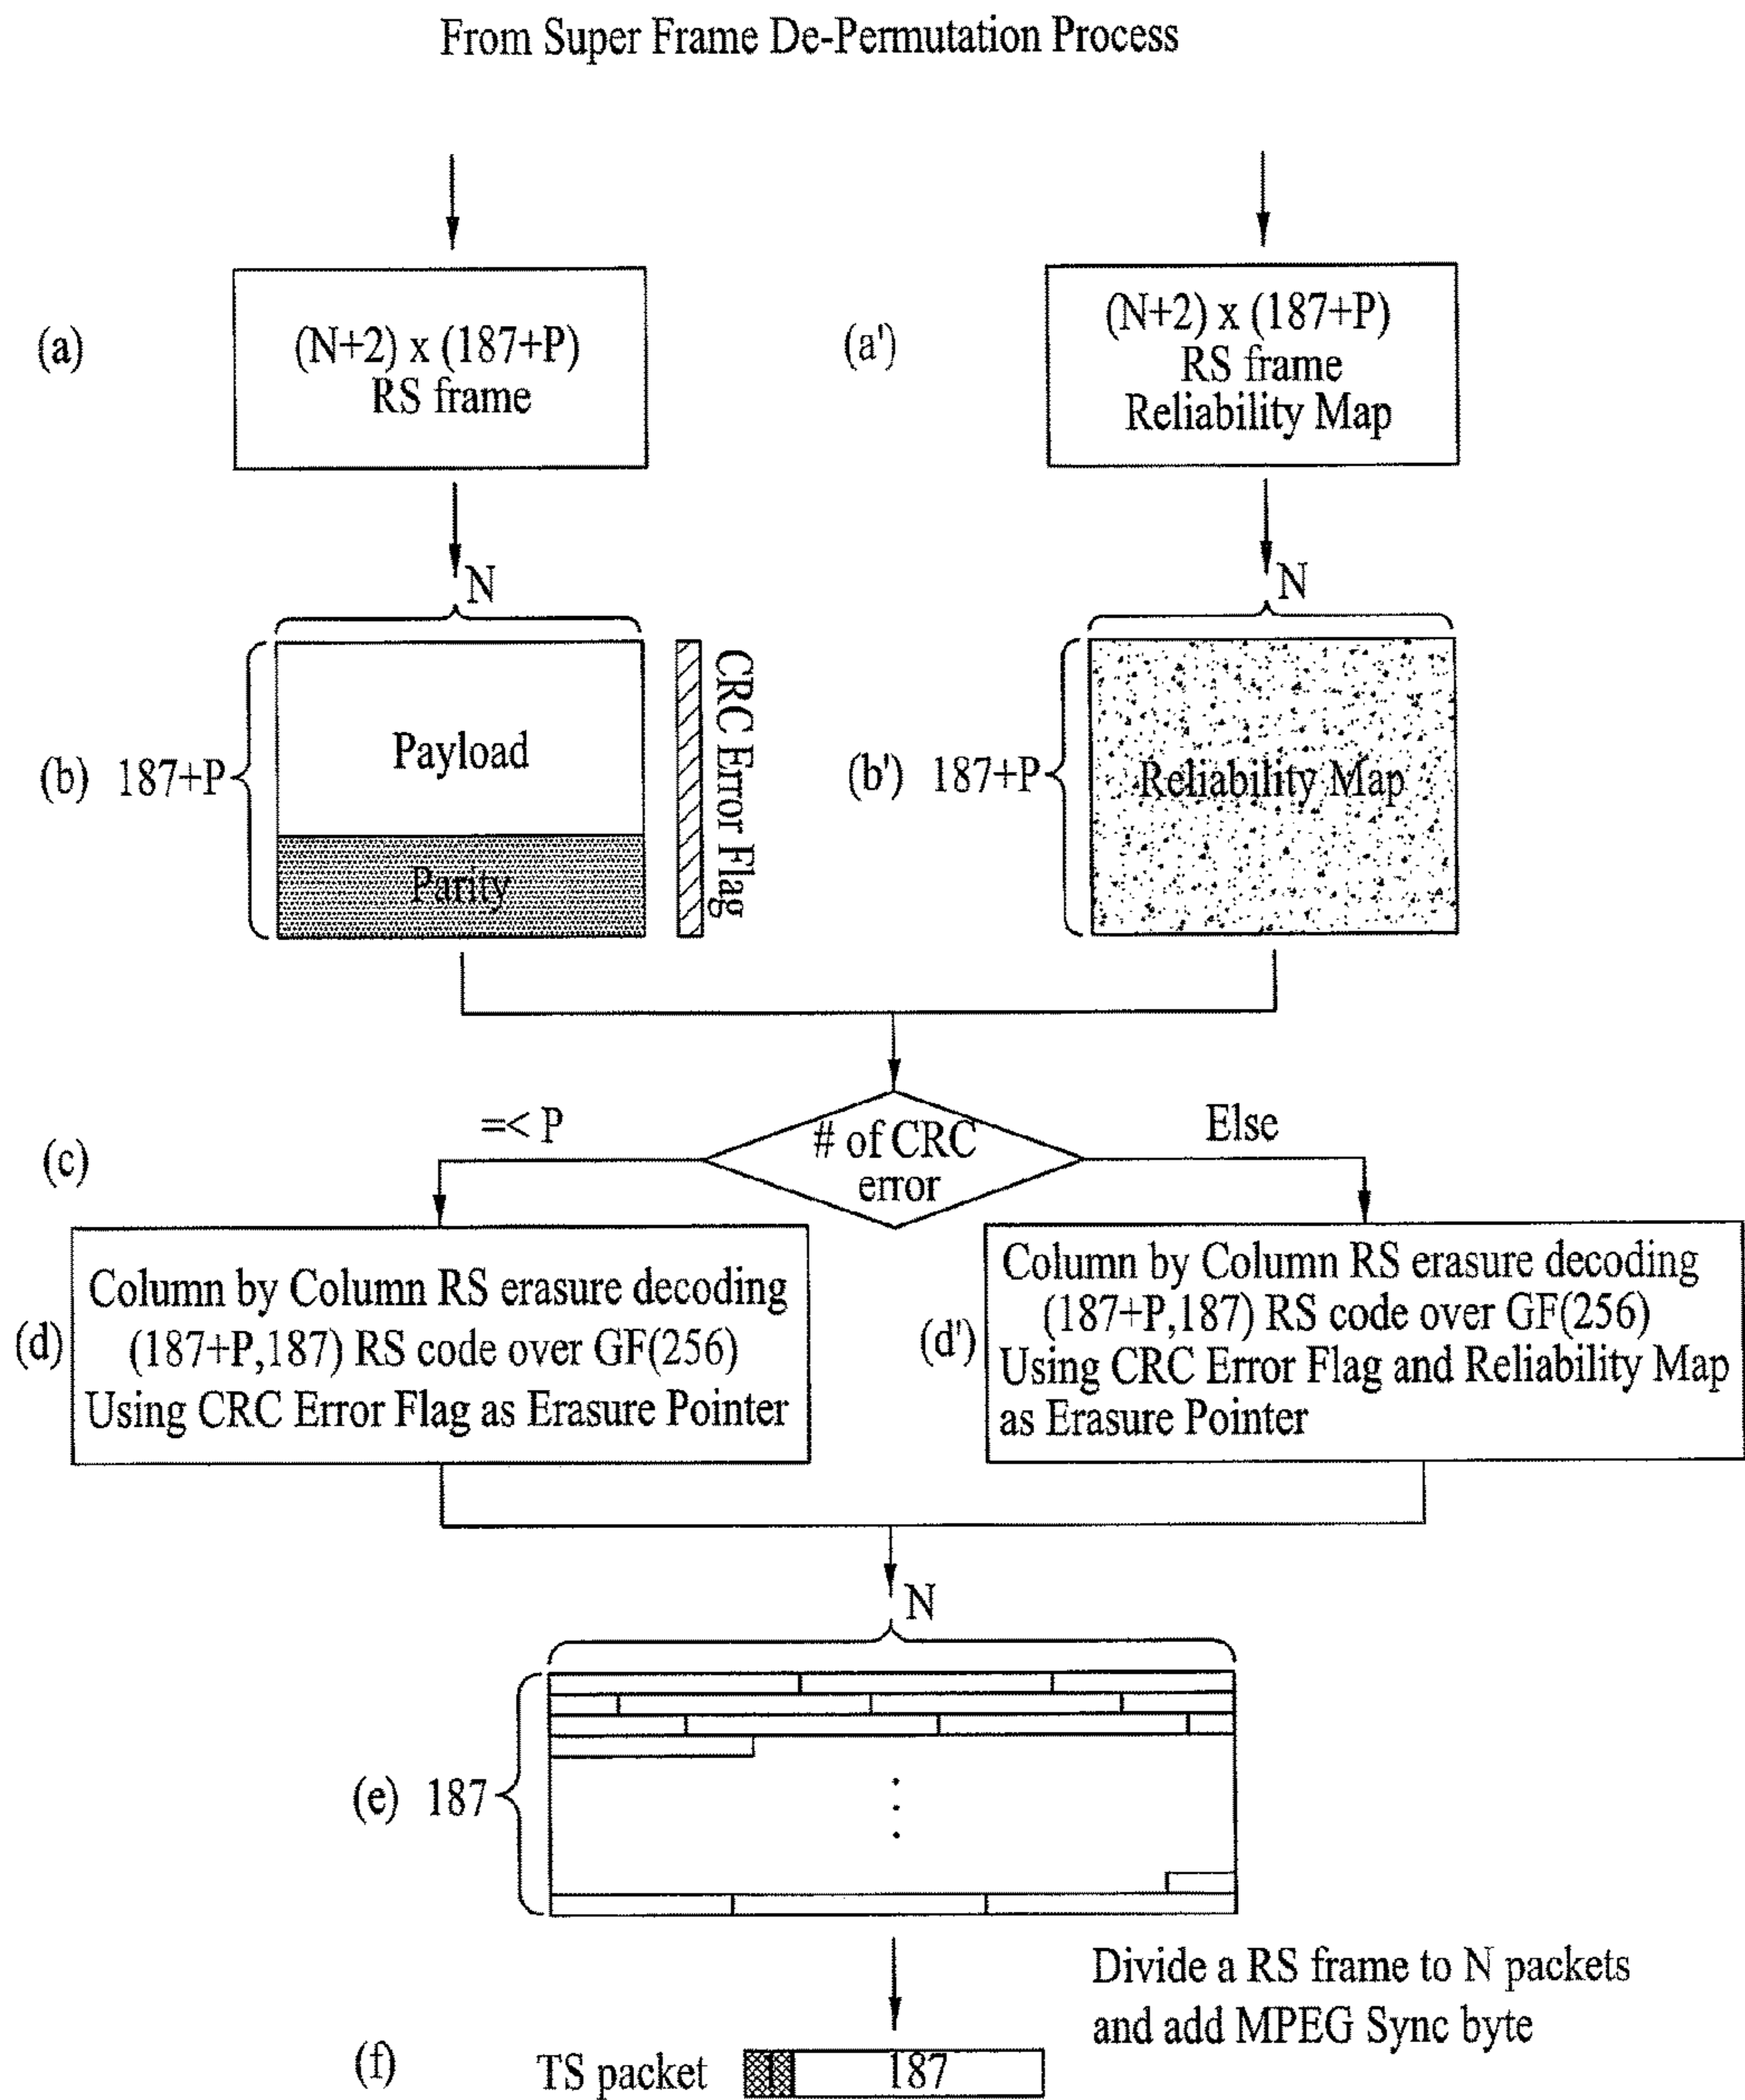 From Super Frame De-Permutation Process
(a)
(N+2) x (187+P)
RS frame
(a')
(N+2) x (187+P)
RS frame
Reliability Map
N
N
(b)
187+P
Payload
Parity
CRC Error Flag
(b')
187+P
Reliability Map
(c)
=< P
# of CRC
error
Else
(d)
Column by Column RS erasure decoding
(187+P,187) RS code over GF(256)
Using CRC Error Flag as Erasure Pointer
(d')
Column by Column RS erasure decoding
(187+P,187) RS code over GF(256)
Using CRC Error Flag and Reliability Map
as Erasure Pointer
N
(e)
187
Divide a RS frame to N packets
and add MPEG Sync byte
(f)
TS packet
1
187